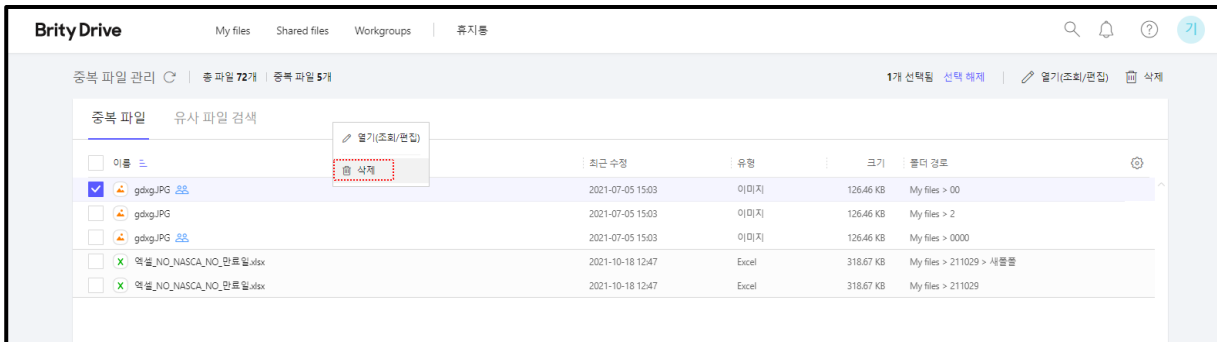 Brity Drive My files Shared files Workgroups 휴지통 기
중복 파일 관리 총 파일 72개 중복 파일 5개 1개 선택됨 선택 해제 열기(조회/편집) 삭제
중복 파일 유사 파일 검색
열기(조회/편집)
삭제
이름 최근 수정 유형 크기 폴더 경로
gdxg.JPG 2021-07-05 15:03 이미지 126.46 KB My files > 00
gdxg.JPG 2021-07-05 15:03 이미지 126.46 KB My files > 2
gdxg.JPG 2021-07-05 15:03 이미지 126.46 KB My files > 0000
엑셀_NO_NASCA_NO_만료일.xlsx 2021-10-18 12:47 Excel 318.67 KB My files > 211029 > 새폴폴
엑셀_NO_NASCA_NO_만료일.xlsx 2021-10-18 12:47 Excel 318.67 KB My files > 211029